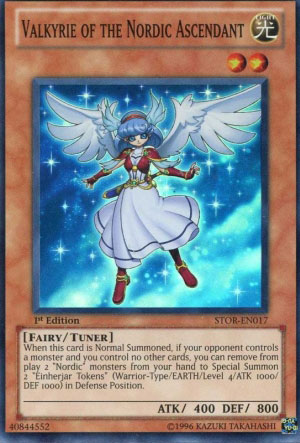 VALKYRIE OF THE NORDIC ASCENDANT
LIGHT
光
1st Edition
STOR-EN017
[FAIRY/TUNER]
When this card is Normal Summoned, if your opponent controls
a monster and you control no other cards, you can remove from
play 2 "Nordic" monsters from your hand to Special Summon
2 "Einherjar Tokens" (Warrior-Type/EARTH/Level 4/ATK 1000/
DEF 1000) in Defense Position.
ATK/ 400 DEF/ 800
40844552
©1996 KAZUKI TAKAHASHI